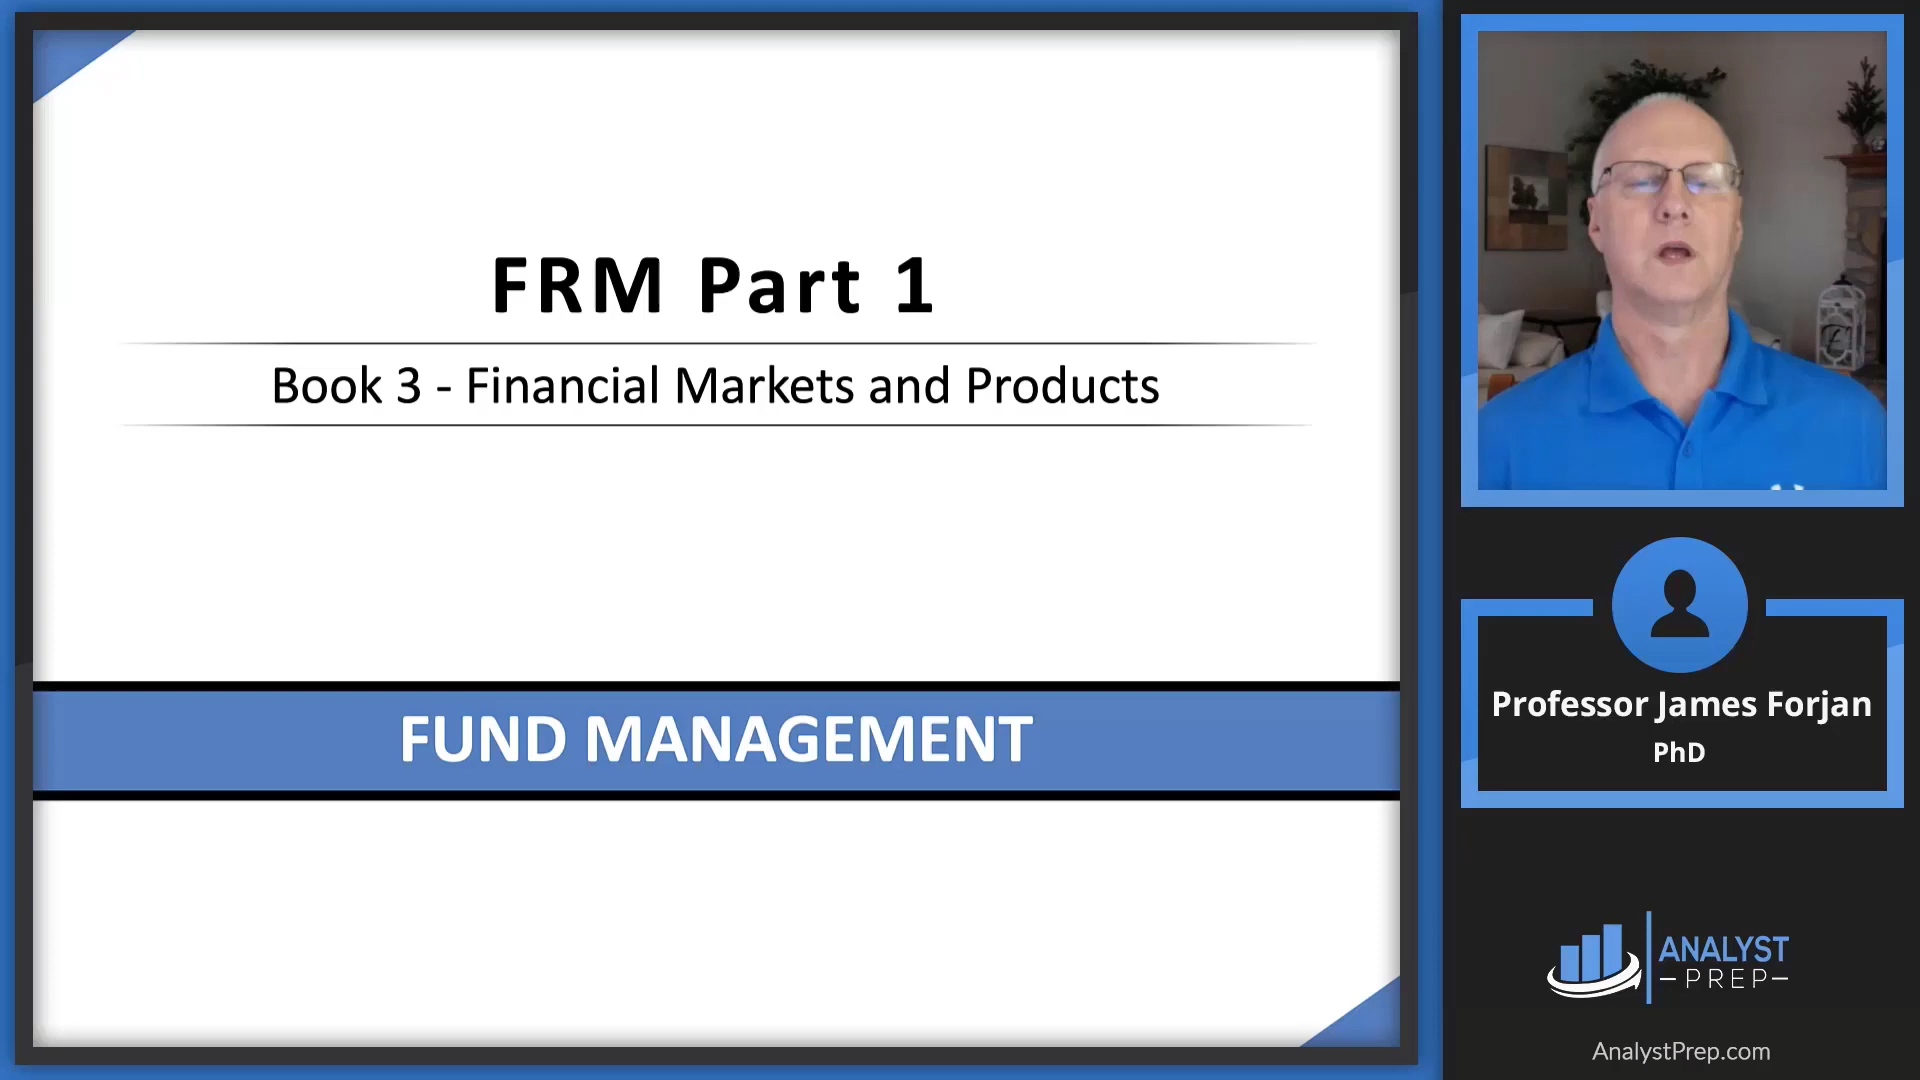 FRM Part 1
Book 3 - Financial Markets and Products
FUND MANAGEMENT
Professor James Forjan
PhD
ANALYST
PREP
AnalystPrep.com